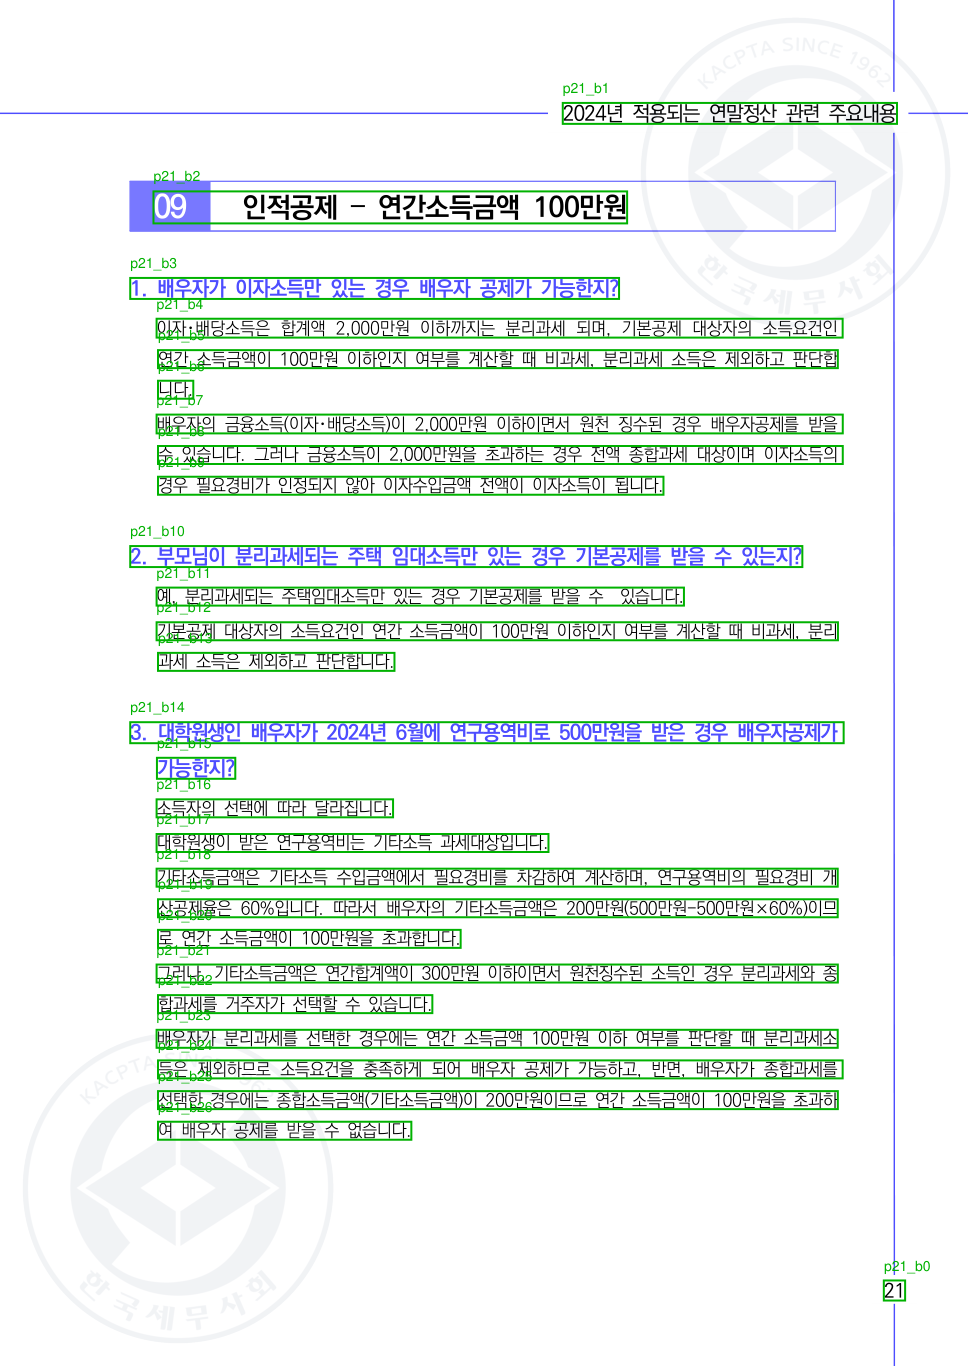 KACPTA SINCE 1962
p21_b1
2024년 적용되는 연말정산 관련 주요내용
p21_b2
09 인적공제 - 연간소득금액 100만원
한국세무사회
p21_b3
1. 배우자가 이자소득만 있는 경우 배우자 공제가 가능한지?
p21_b4
이자·배당소득은 합계액 2,000만원 이하까지는 분리과세 되며, 기본공제 대상자의 소득요건인
p21_b5
연간 소득금액이 100만원 이하인지 여부를 계산할 때 비과세, 분리과세 소득은 제외하고 판단합
p21_b6
니다.
p21_b7
배우자의 금융소득(이자·배당소득)이 2,000만원 이하이면서 원천 징수된 경우 배우자공제를 받을
p21_b8
수 있습니다. 그러나 금융소득이 2,000만원을 초과하는 경우 전액 종합과세 대상이며 이자소득의
p21_b9
경우 필요경비가 인정되지 않아 이자수입금액 전액이 이자소득이 됩니다.
p21_b10
2. 부모님이 분리과세되는 주택 임대소득만 있는 경우 기본공제를 받을 수 있는지?
p21_b11
예, 분리과세되는 주택임대소득만 있는 경우 기본공제를 받을 수 있습니다.
p21_b12
기본공제 대상자의 소득요건인 연간 소득금액이 100만원 이하인지 여부를 계산할 때 비과세, 분리
p21_b13
과세 소득은 제외하고 판단합니다.
p21_b14
3. 대학원생인 배우자가 2024년 6월에 연구용역비로 500만원을 받은 경우 배우자공제가
p21_b15
가능한지?
p21_b16
소득자의 선택에 따라 달라집니다.
p21_b17
대학원생이 받은 연구용역비는 기타소득 과세대상입니다.
p21_b18
기타소득금액은 기타소득 수입금액에서 필요경비를 차감하여 계산하며, 연구용역비의 필요경비 개
p21_b19
산공제율은 60%입니다. 따라서 배우자의 기타소득금액은 200만원(500만원-500만원×60%)이므
p21_b20
로 연간 소득금액이 100만원을 초과합니다.
p21_b21
그러나, 기타소득금액은 연간합계액이 300만원 이하이면서 원천징수된 소득인 경우 분리과세와 종
p21_b22
합과세를 거주자가 선택할 수 있습니다.
p21_b23
배우자가 분리과세를 선택한 경우에는 연간 소득금액 100만원 이하 여부를 판단할 때 분리과세소
p21_b24
득은 제외하므로 소득요건을 충족하게 되어 배우자 공제가 가능하고, 반면, 배우자가 종합과세를
p21_b25
선택한 경우에는 종합소득금액(기타소득금액)이 200만원이므로 연간 소득금액이 100만원을 초과하
p21_b26
여 배우자 공제를 받을 수 없습니다.
KACPTA
한국세무사회
p21_b0
21